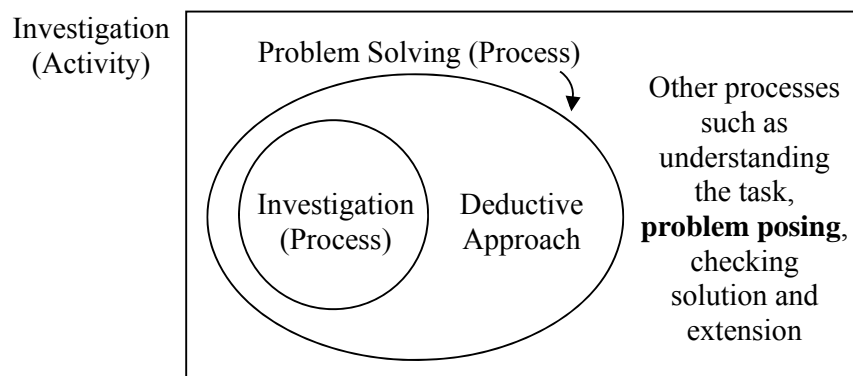 Investigation
(Activity)
Problem Solving (Process)
Investigation
(Process)
Deductive
Approach
Other processes
such as
understanding
the task,
problem posing,
checking
solution and
extension